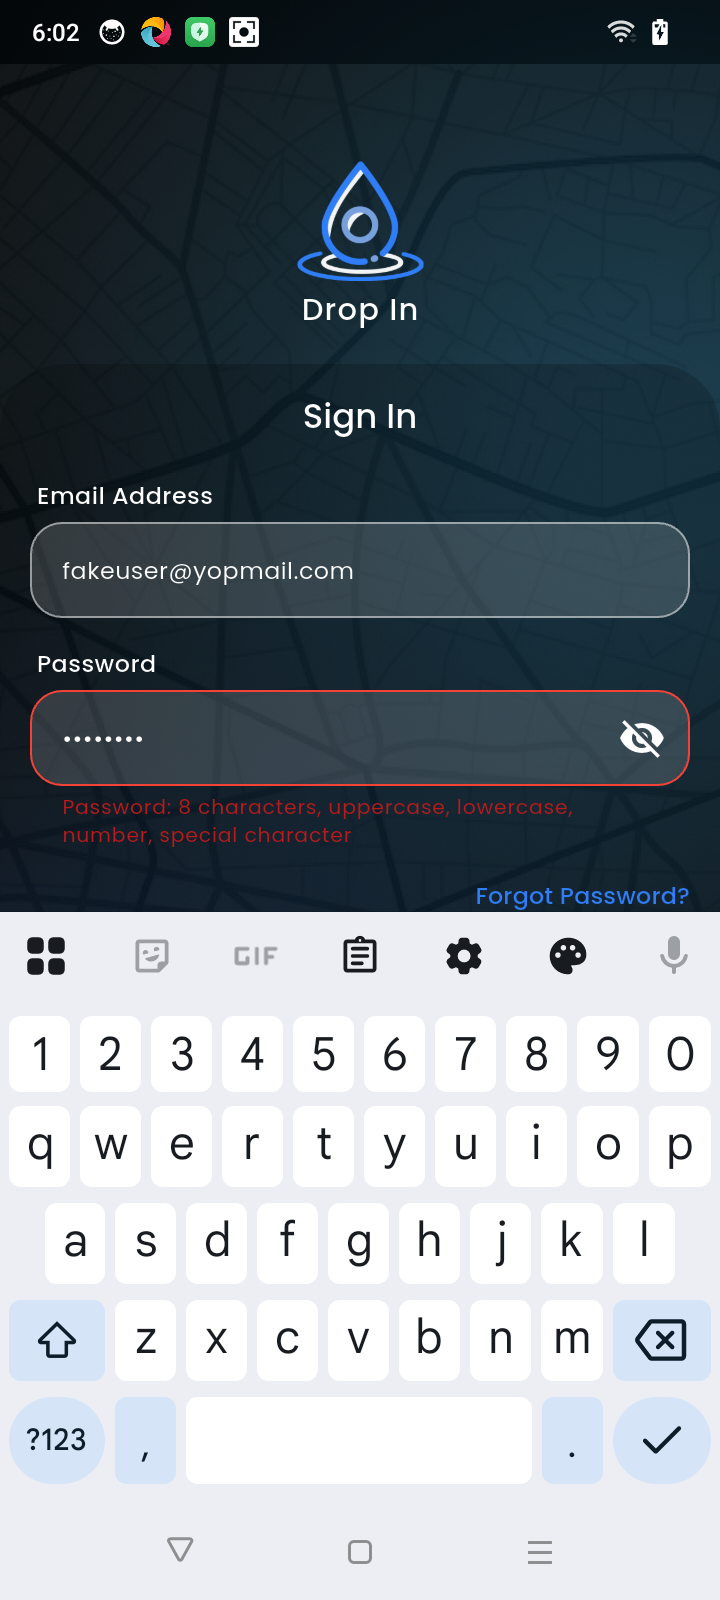 6:02
Drop In
Sign In
Email Address
fakeuser@yopmail.com
Password
••••••••
Password: 8 characters, uppercase, lowercase,
number, special character
Forgot Password?
GIF
1 2 3 4 5 6 7 8 9 0
q w e r t y u i o p
a s d f g h j k l
z x c v b n m
?123 , .